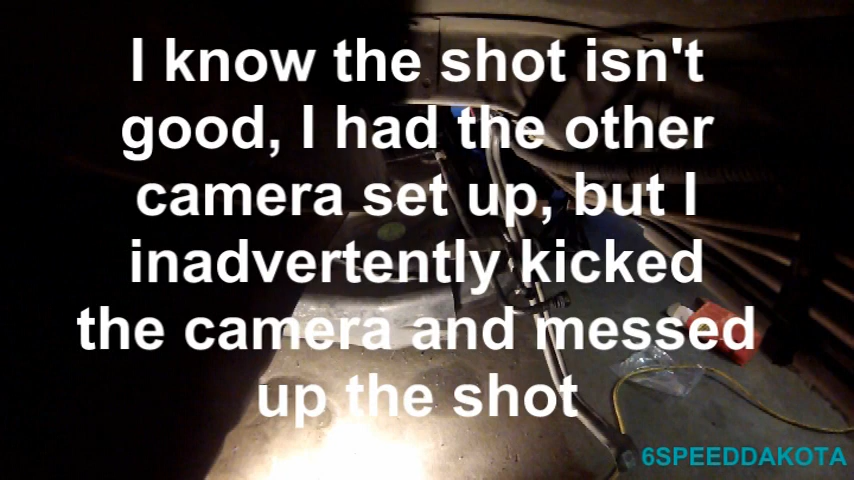 I know the shot isn't
good, I had the other
camera set up, but I
inadvertently kicked
the camera and messed
up the shot
6SPEEDDAKOTA